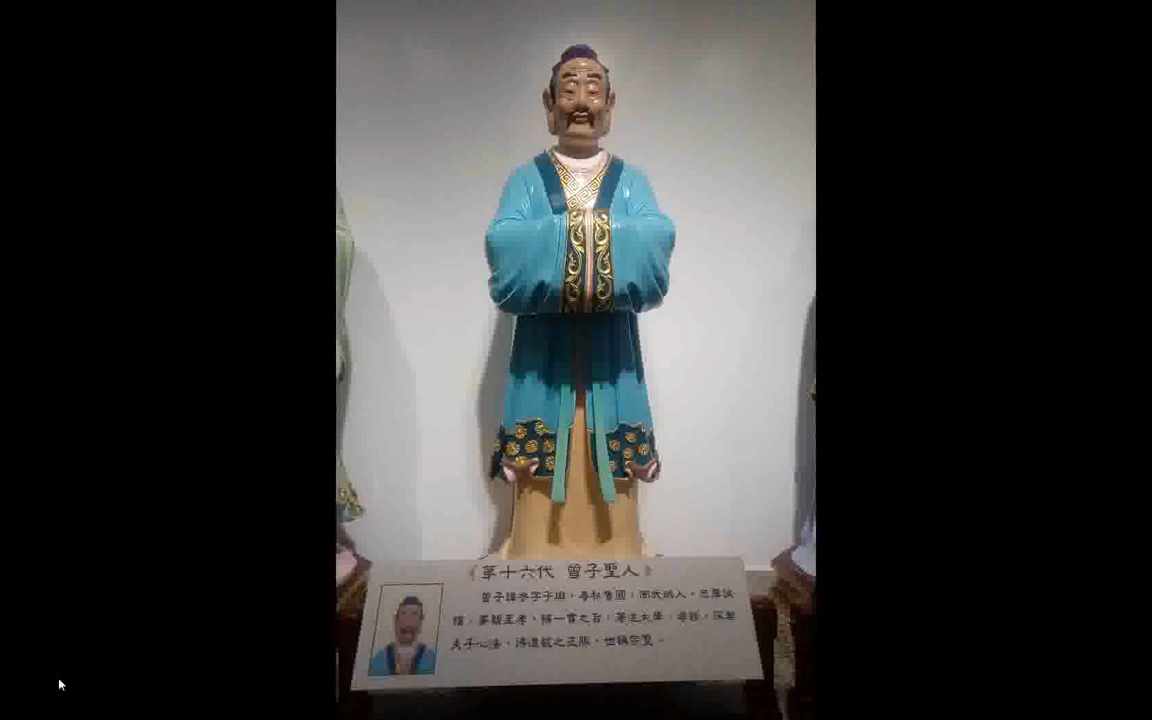 《第十六代 曾子聖人》
曾子諱參字子輿，春秋魯國，南武城人，忠厚誠
信，事親至孝，歸一貫之旨；著述大學、孝經，深契
夫子心法，得道統之正脈，世稱宗聖。